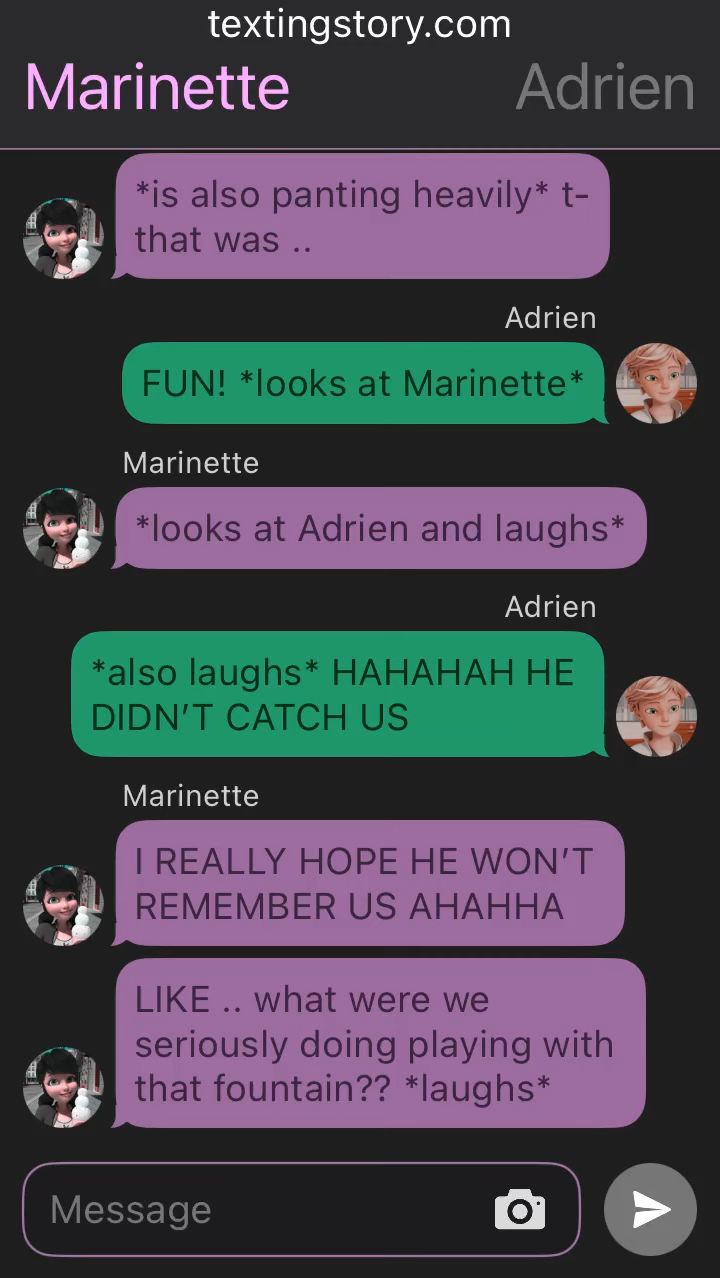 textingstory.com
Marinette Adrien
*is also panting heavily* t-
that was ..
Adrien
FUN! *looks at Marinette*
Marinette
*looks at Adrien and laughs*
Adrien
*also laughs* HAHAHAH HE
DIDN’T CATCH US
Marinette
I REALLY HOPE HE WON’T
REMEMBER US AHAHHA
LIKE .. what were we
seriously doing playing with
that fountain?? *laughs*
Message